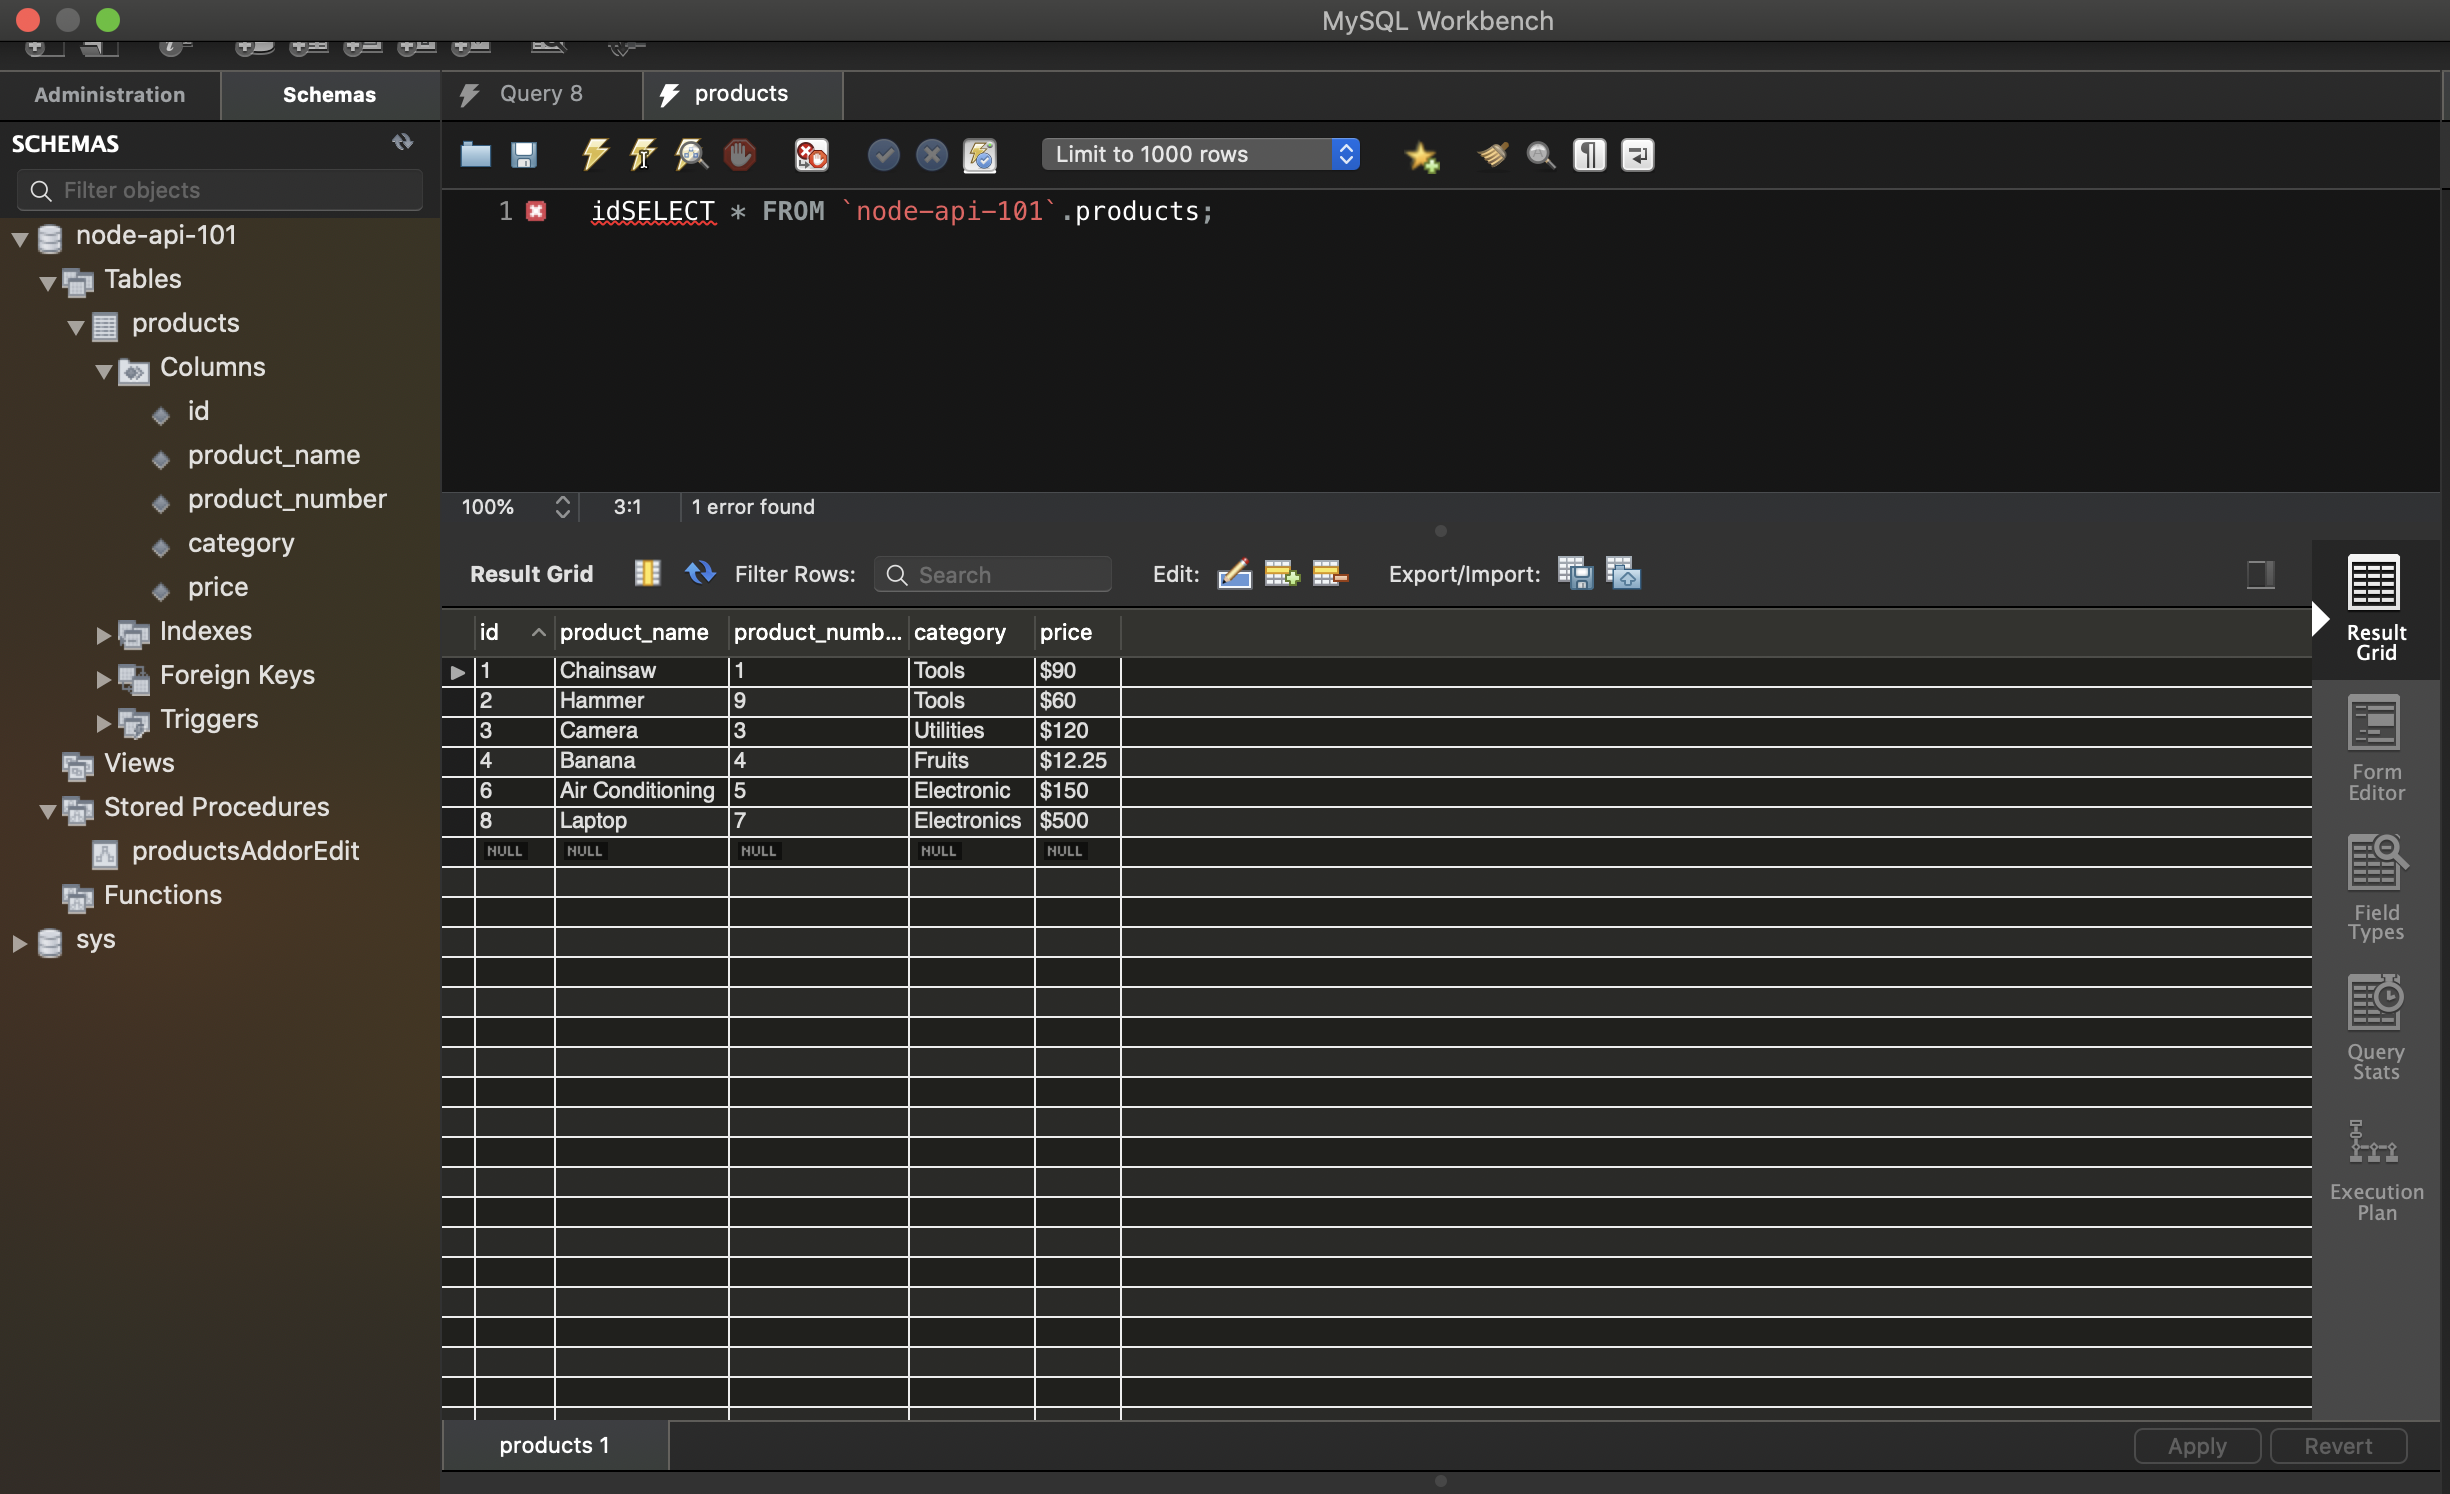 MySQL Workbench
Administration
Schemas
Query 8
products
SCHEMAS
Filter objects
node-api-101
Tables
products
Columns
id
product_name
product_number
category
price
Indexes
Foreign Keys
Triggers
Views
Stored Procedures
productsAddorEdit
Functions
sys
Limit to 1000 rows
1 idSELECT * FROM `node-api-101`.products;
100% 3:1 1 error found
Result Grid Filter Rows: Search Edit: Export/Import:
id product_name product_numb... category price
1 Chainsaw 1 Tools $90
2 Hammer 9 Tools $60
3 Camera 3 Utilities $120
4 Banana 4 Fruits $12.25
6 Air Conditioning 5 Electronic $150
8 Laptop 7 Electronics $500
NULL NULL NULL NULL NULL
Result
Grid
Form
Editor
Field
Types
Query
Stats
Execution
Plan
products 1
Apply Revert